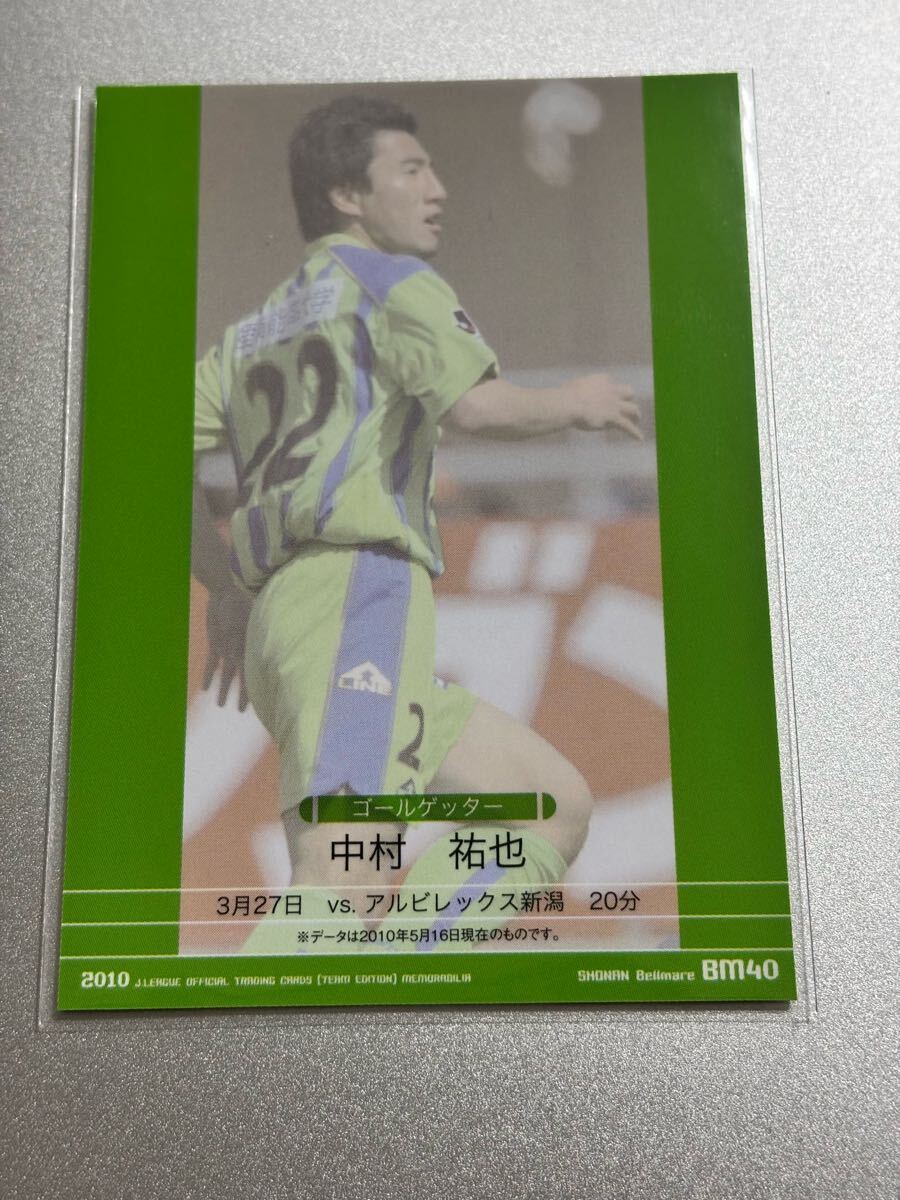 22
LINE
2
ゴールゲッター
中村 祐也
3月27日 vs. アルビレックス新潟 20分
※データは2010年5月16日現在のものです。
2010 J.LEAGUE OFFICIAL TRADING CARDS [TEAM EDITION] MEMORABILIA SHONAN Bellmare BM40